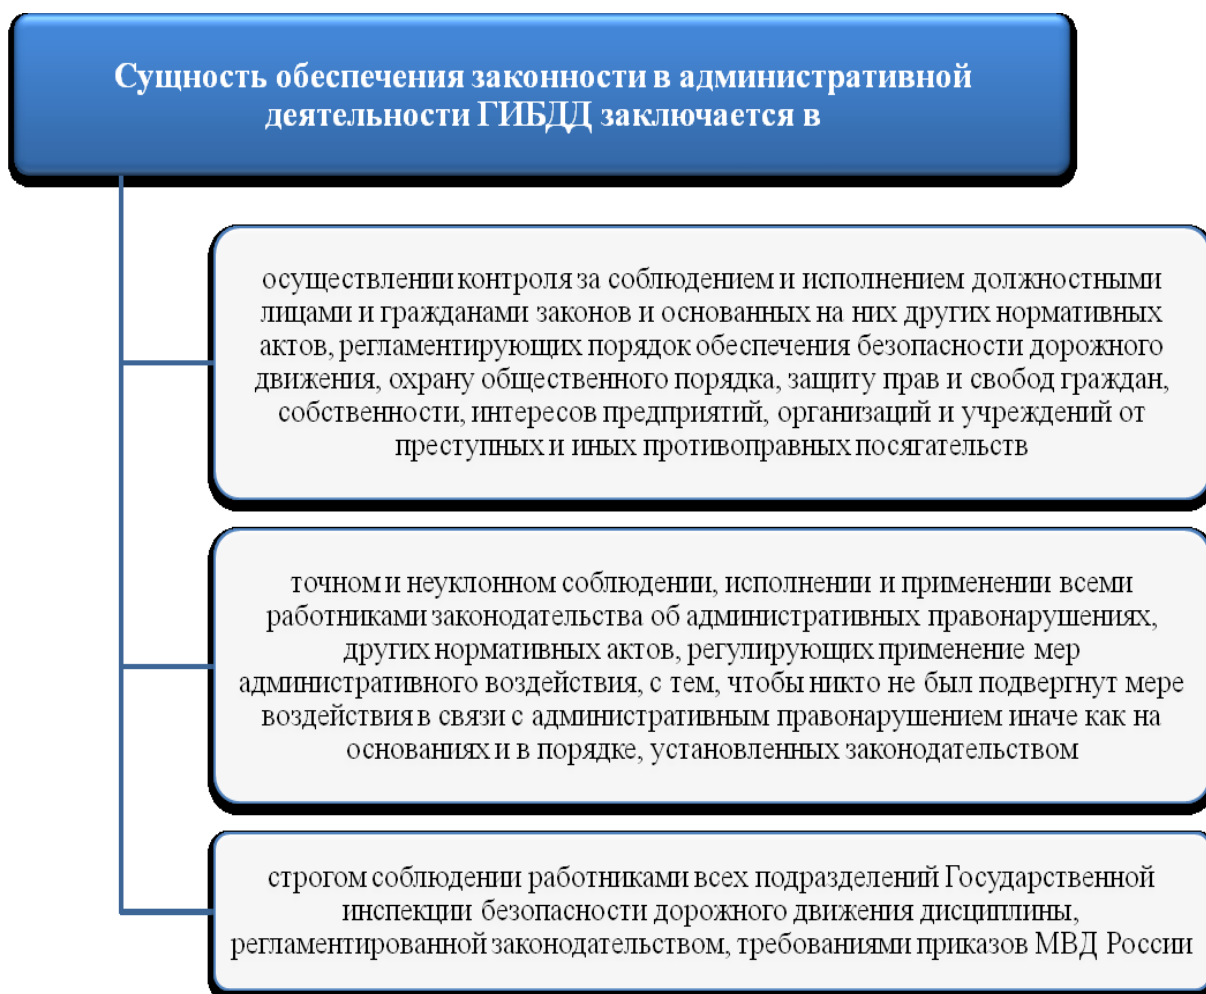 Сущность обеспечения законности в административной
деятельности ГИБДД заключается в
осуществлении контроля за соблюдением и исполнением должностными
лицами и гражданами законов и основанных на них других нормативных
актов, регламентирующих порядок обеспечения безопасности дорожного
движения, охрану общественного порядка, защиту прав и свобод граждан,
собственности, интересов предприятий, организаций и учреждений от
преступных и иных противоправных посягательств
точном и неуклонном соблюдении, исполнении и применении всеми
работниками законодательства об административных правонарушениях,
других нормативных актов, регулирующих применение мер
административного воздействия, с тем, чтобы никто не был подвергнут мере
воздействия в связи с административным правонарушением иначе как на
основаниях и в порядке, установленных законодательством
строгом соблюдении работниками всех подразделений Государственной
инспекции безопасности дорожного движения дисциплины,
регламентированной законодательством, требованиями приказов МВД России